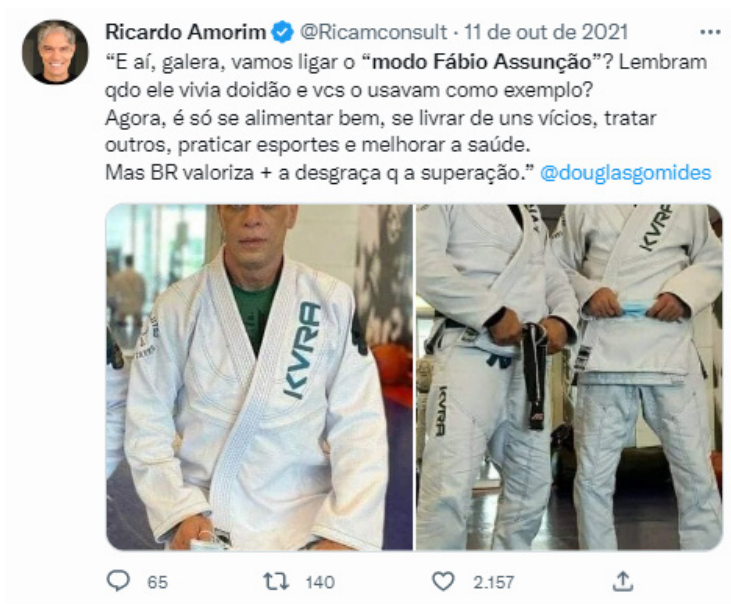 Ricardo Amorim @Ricamconsult · 11 de out de 2021
“E aí, galera, vamos ligar o “modo Fábio Assunção”? Lembram
qdo ele vivia doidão e vcs o usavam como exemplo?
Agora, é só se alimentar bem, se livrar de uns vícios, tratar
outros, praticar esportes e melhorar a saúde.
Mas BR valoriza + a desgraça q a superação.” @douglasgomides
KVRA
KVRA
KVRA
65 140 2.157